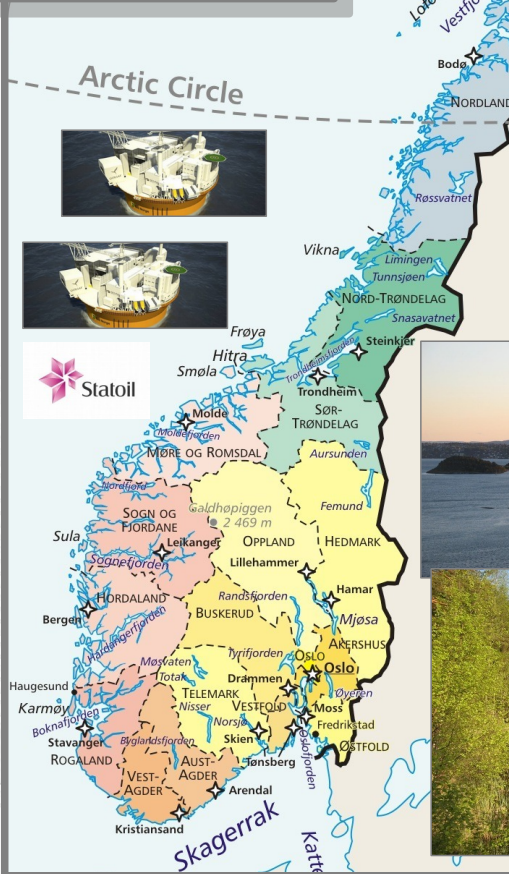 Vestfjo
Bodø
Arctic Circle
NORDLAND
Røssvatnet
Vikna
Limingen
Tunnsjøen
NORD-TRØNDELAG
Snasavatnet
Frøya
Steinkjer
Hitra
Trondheimsfjorden
Smøla
Statoil
Trondheim
Molde
SØR-
TRØNDELAG
Moldefjorden
MØRE OG ROMSDAL
Aursunden
Nordfjord
Femund
Galdhøpiggen
2 469 m
SOGN OG
FJORDANE
Sula
Leikanger
OPPLAND
HEDMARK
Sognefjorden
Lillehammer
HORDALAND
Randsfjorden
Hamar
Bergen
BUSKERUD
Mjøsa
Hardangerfjorden
AKERSHUS
Tyrifjorden
OSLO
Møsvaten
Oslo
Totak
Drammen
Haugesund
TELEMARK
Øyeren
Karmøy
Nisser
VESTFOLD
Moss
Boknafjorden
Norsjø
Fredrikstad
Stavanger
Byglandsfjorden
Skien
ØSTFOLD
ROGALAND
AUST-
AGDER
Tønsberg
Oslofjorden
VEST-
AGDER
Arendal
Kristiansand
Skagerrak
Katte